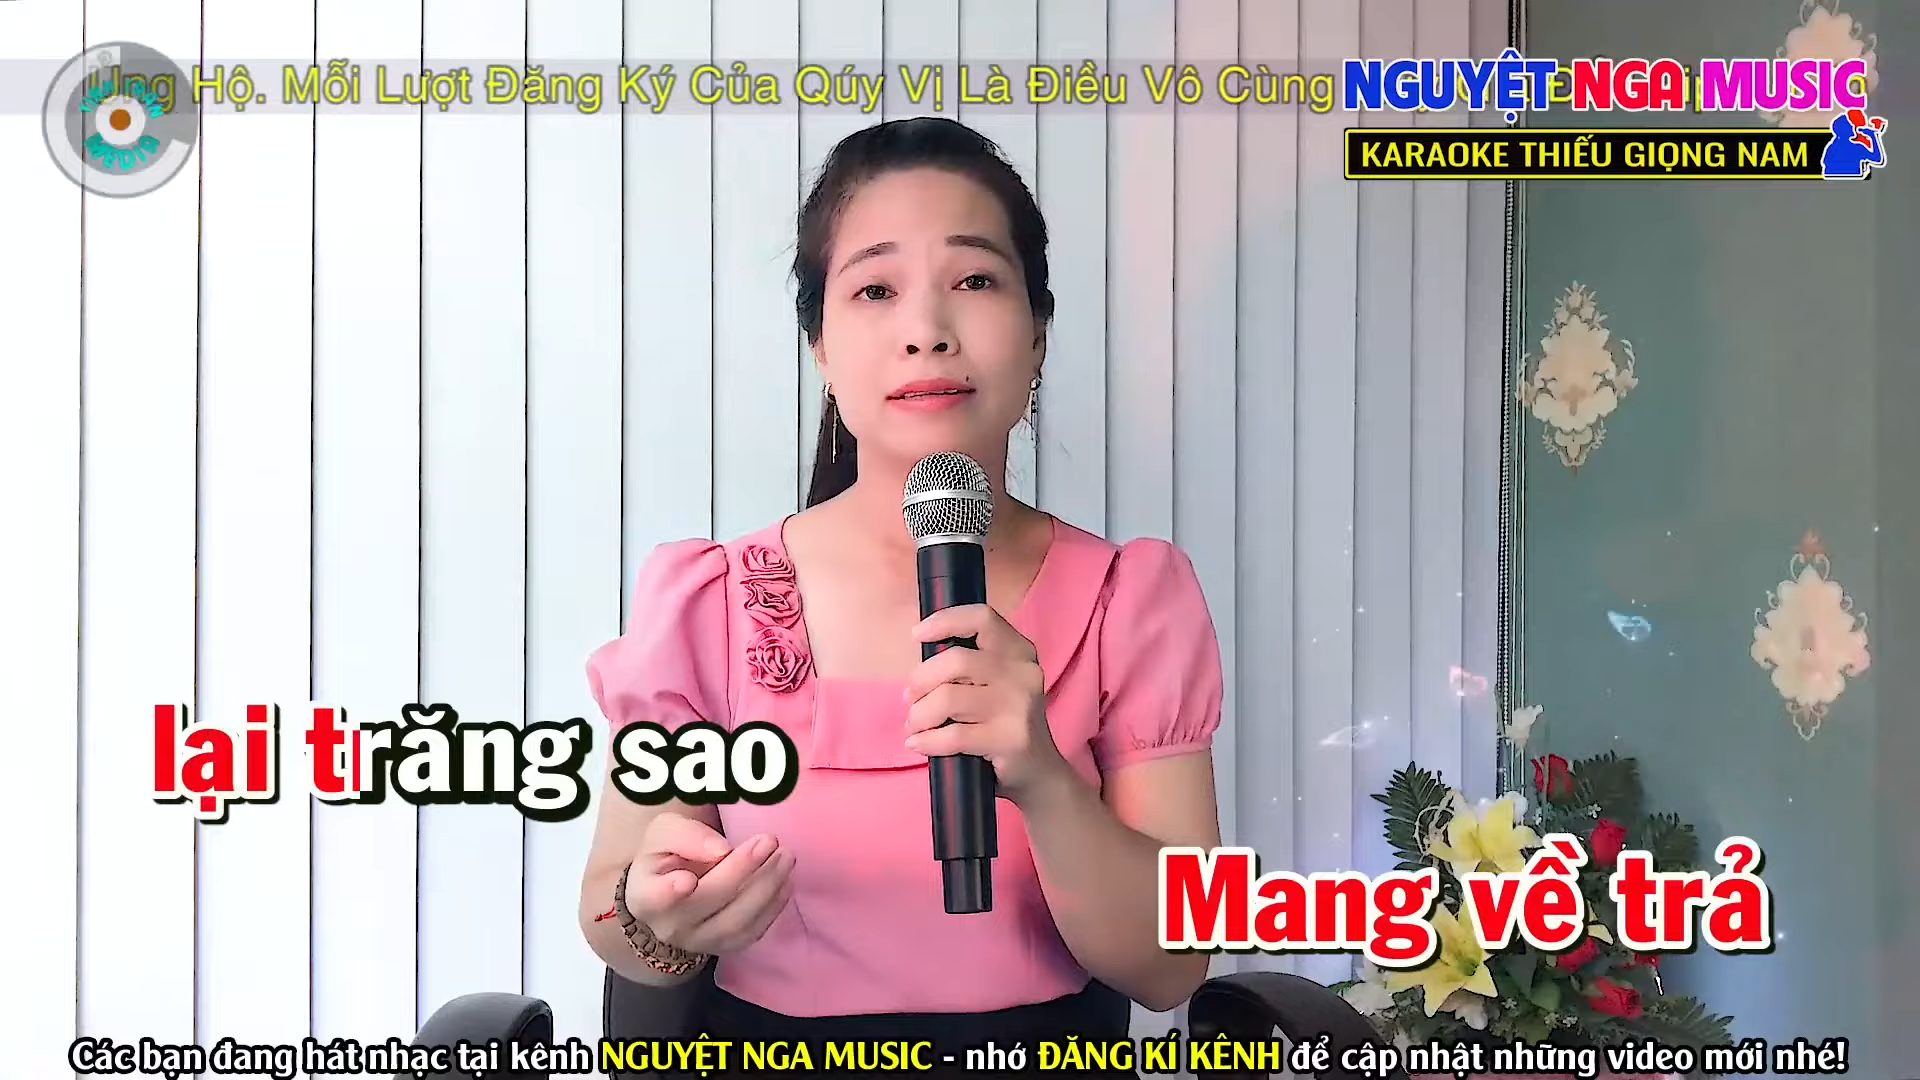 Ủng Hộ. Mỗi Lượt Đăng Ký Của Qúy Vị Là Điều Vô Cùng
NGUYỆT NGA MUSIC
KARAOKE THIẾU GIỌNG NAM
MEDIA
lại trăng sao
Mang về trả
Các bạn đang hát nhạc tại kênh NGUYỆT NGA MUSIC - nhớ ĐĂNG KÍ KÊNH để cập nhật những video mới nhé!